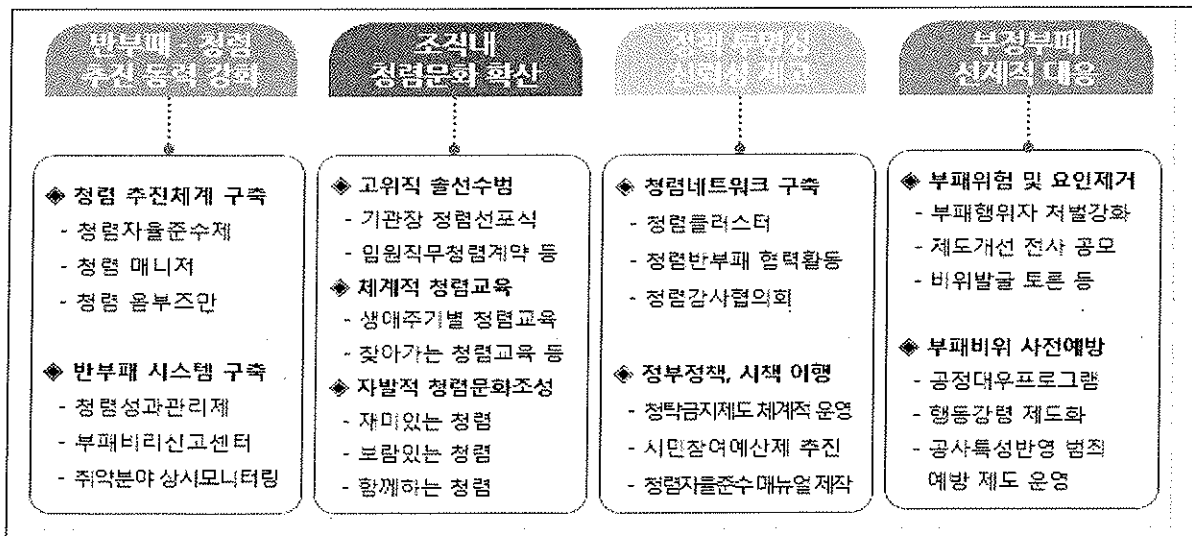 반부패·청렴
추진 동력 강화
◈ 청렴 추진체계 구축
- 청렴자율준수제
- 청렴 매니저
- 청렴 옴부즈만
◈ 반부패 시스템 구축
- 청렴성과관리제
- 부패비리신고센터
- 취약분야 상시모니터링
조직내
청렴문화 확산
◈ 고위직 솔선수범
- 기관장 청렴선포식
- 임원직무청렴계약 등
◈ 체계적 청렴교육
- 생애주기별 청렴교육
- 찾아가는 청렴교육 등
◈ 자발적 청렴문화조성
- 재미있는 청렴
- 보람있는 청렴
- 함께하는 청렴
정책 투명성
신뢰성 제고
◈ 청렴네트워크 구축
- 청렴클러스터
- 청렴반부패 협력활동
- 청렴감사협의회
◈ 정부정책, 시책 이행
- 청탁금지제도 체계적 운영
- 시민참여예산제 추진
- 청렴자율준수 매뉴얼 제작
부정부패
선제적 대응
◈ 부패위험 및 요인제거
- 부패행위자 처벌강화
- 제도개선 전사 공모
- 비위발굴 토론 등
◈ 부패비위 사전예방
- 공정대우프로그램
- 행동강령 제도화
- 공사특성반영 범죄
예방 제도 운영